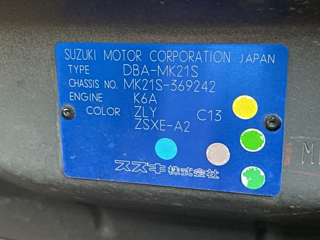 SUZUKI MOTOR CORPORATION JAPAN
TYPE DBA-MK21S
CHASSIS NO. MK21S-369242
ENGINE K6A
COLOR ZLY C13
ZSXE-A2
スズキ株式会社